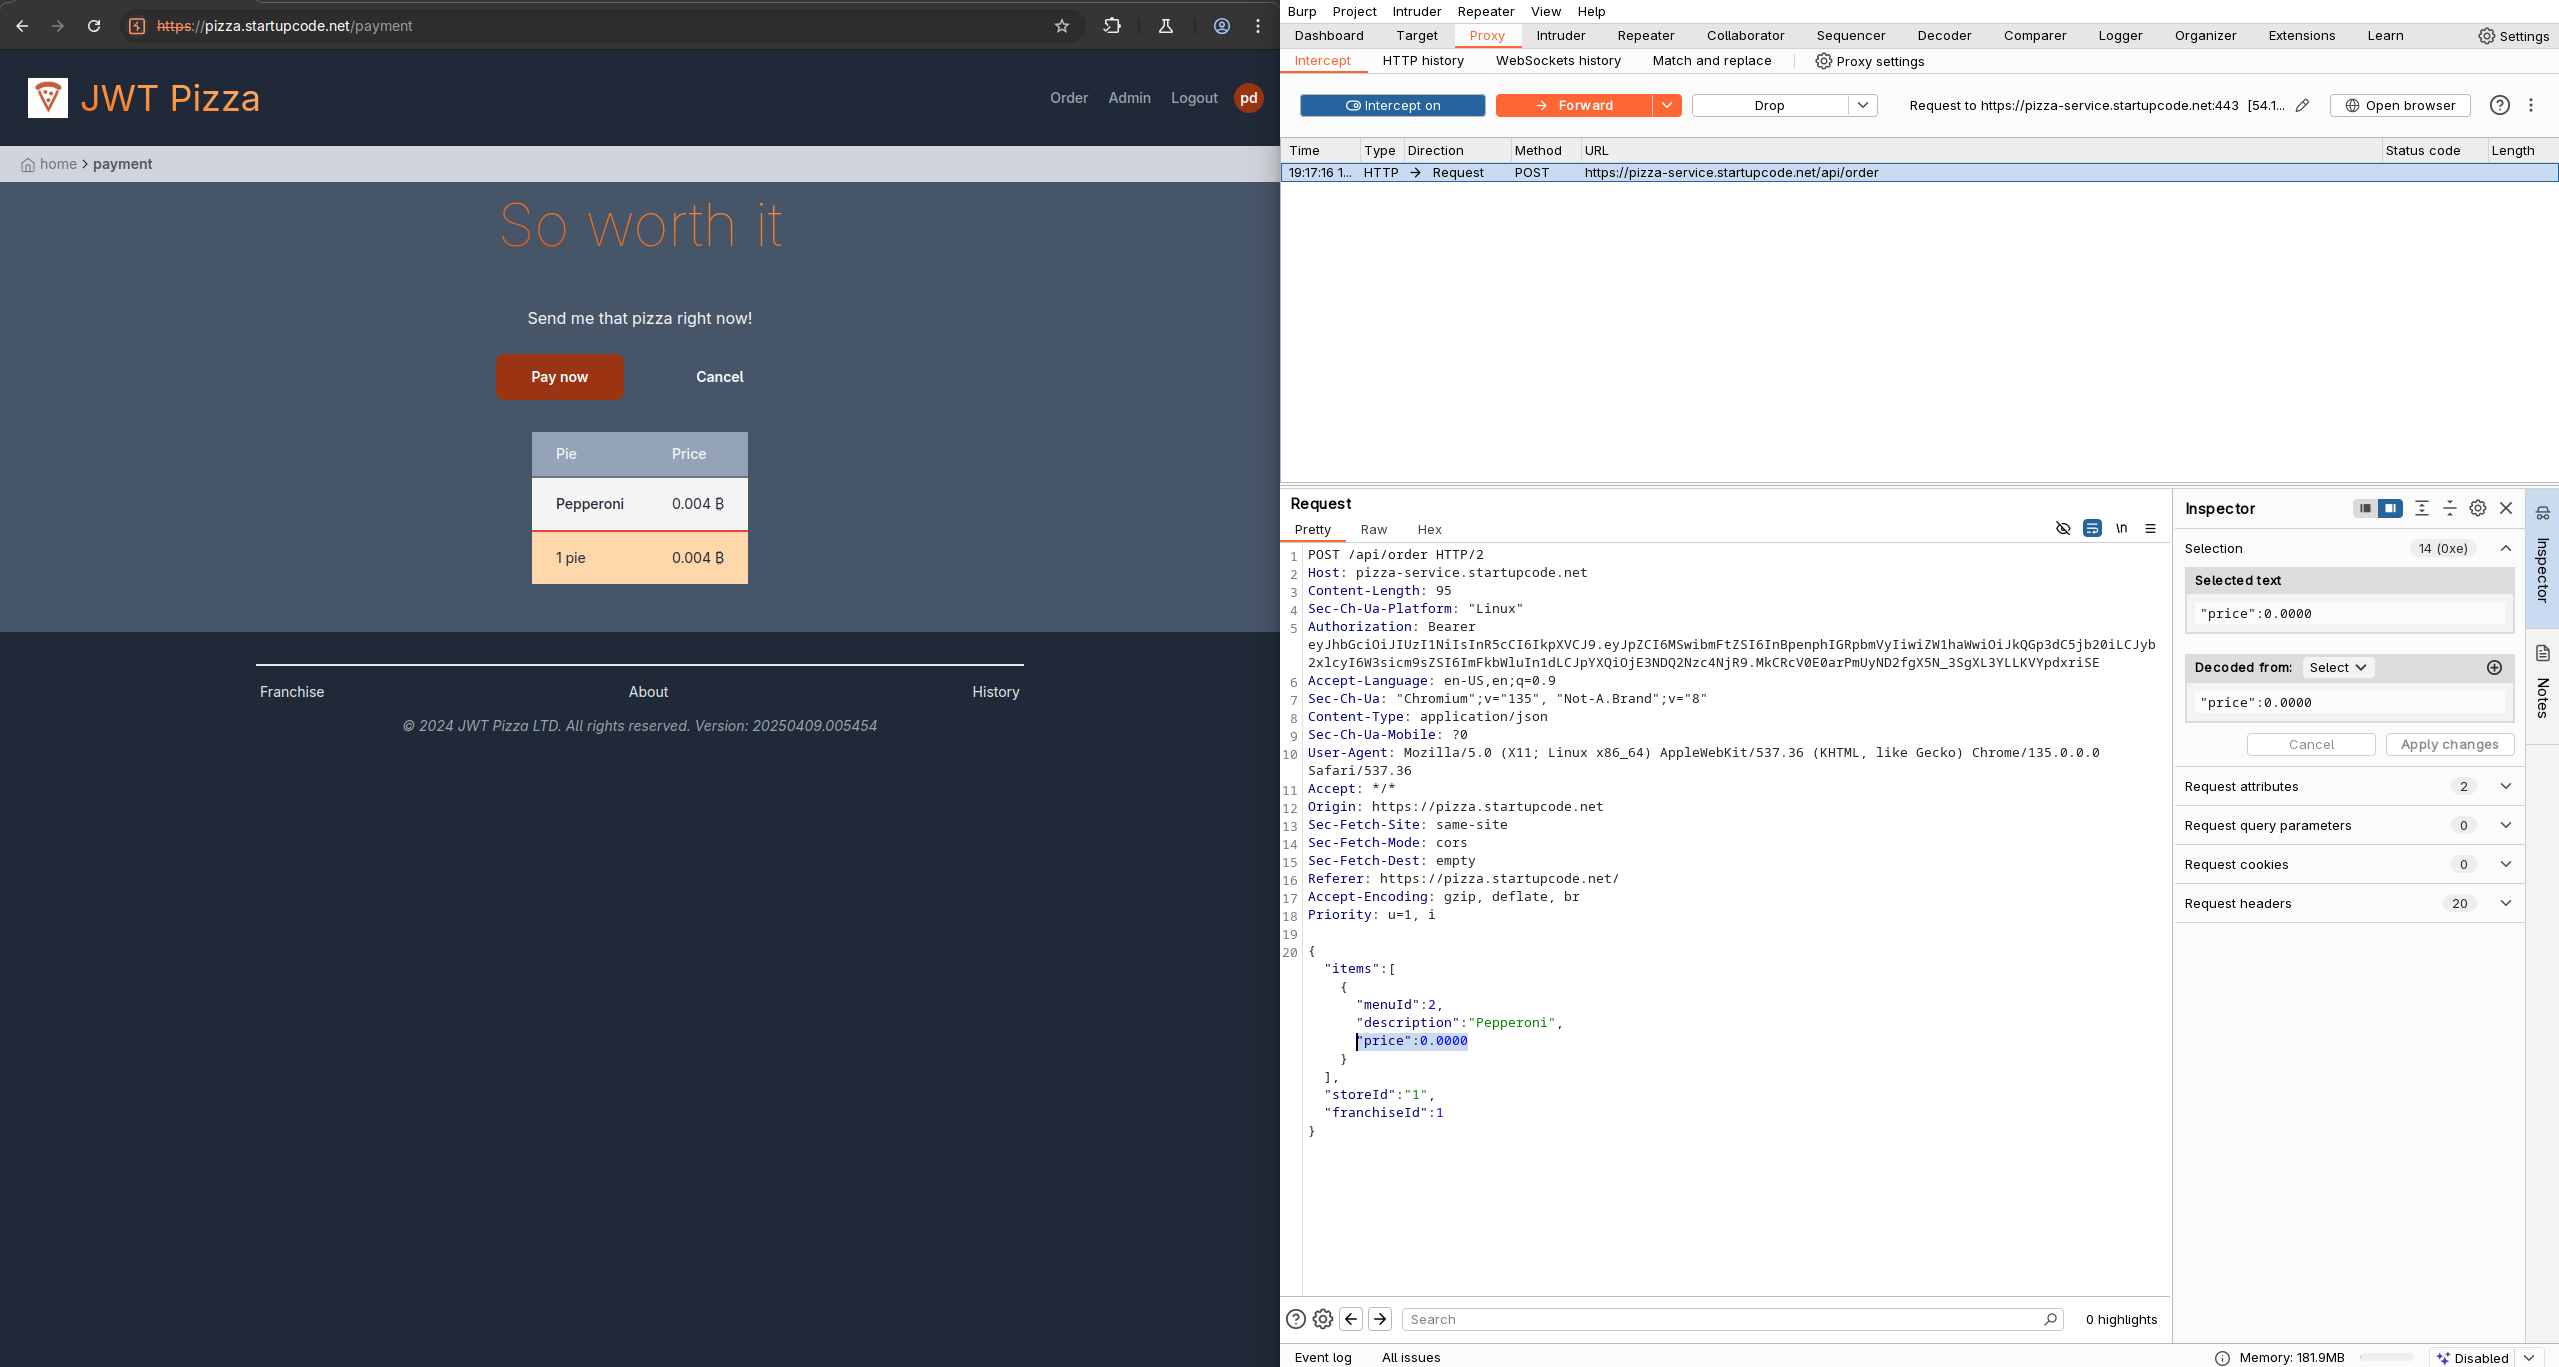 https://pizza.startupcode.net/payment
JWT Pizza
Order Admin Logout pd
home > payment
So worth it
Send me that pizza right now!
Pay now Cancel
Pie Price
Pepperoni 0.004 ฿
1 pie 0.004 ฿
Franchise About History
© 2024 JWT Pizza LTD. All rights reserved. Version: 20250409.005454
Burp Project Intruder Repeater View Help
Dashboard Target Proxy Intruder Repeater Collaborator Sequencer Decoder Comparer Logger Organizer Extensions Learn Settings
Intercept HTTP history WebSockets history Match and replace Proxy settings
Intercept on Forward Drop Request to https://pizza-service.startupcode.net:443 [54.1... Open browser
Time Type Direction Method URL Status code Length
19:17:16 1... HTTP → Request POST https://pizza-service.startupcode.net/api/order
Request
Pretty Raw Hex \n
1 POST /api/order HTTP/2
2 Host: pizza-service.startupcode.net
3 Content-Length: 95
4 Sec-Ch-Ua-Platform: "Linux"
5 Authorization: Bearer
eyJhbGciOiJIUzI1NiIsInR5cCI6IkpXVCJ9.eyJpZCI6MSwibmFtZSI6InBpenphIGRpbmVyIiwiZW1haWwiOiJkQGp3dC5jb20iLCJyb
2xlcyI6W3sicm9sZSI6ImFkbWluIn1dLCJpYXQiOjE3NDQ2Nzc4NjR9.MkCRcV0E0arPmUyND2fgX5N_3SgXL3YLLKVYpdxriSE
6 Accept-Language: en-US,en;q=0.9
7 Sec-Ch-Ua: "Chromium";v="135", "Not-A.Brand";v="8"
8 Content-Type: application/json
9 Sec-Ch-Ua-Mobile: ?0
10 User-Agent: Mozilla/5.0 (X11; Linux x86_64) AppleWebKit/537.36 (KHTML, like Gecko) Chrome/135.0.0.0
Safari/537.36
11 Accept: */*
12 Origin: https://pizza.startupcode.net
13 Sec-Fetch-Site: same-site
14 Sec-Fetch-Mode: cors
15 Sec-Fetch-Dest: empty
16 Referer: https://pizza.startupcode.net/
17 Accept-Encoding: gzip, deflate, br
18 Priority: u=1, i
19
20 {
"items":[
{
"menuId":2,
"description":"Pepperoni",
"price":0.0000
}
],
"storeId":"1",
"franchiseId":1
}
Search 0 highlights
Inspector
Selection 14 (0xe)
Selected text
"price":0.0000
Decoded from: Select
"price":0.0000
Cancel Apply changes
Request attributes 2
Request query parameters 0
Request cookies 0
Request headers 20
Inspector
Notes
Event log All issues Memory: 181.9MB Disabled